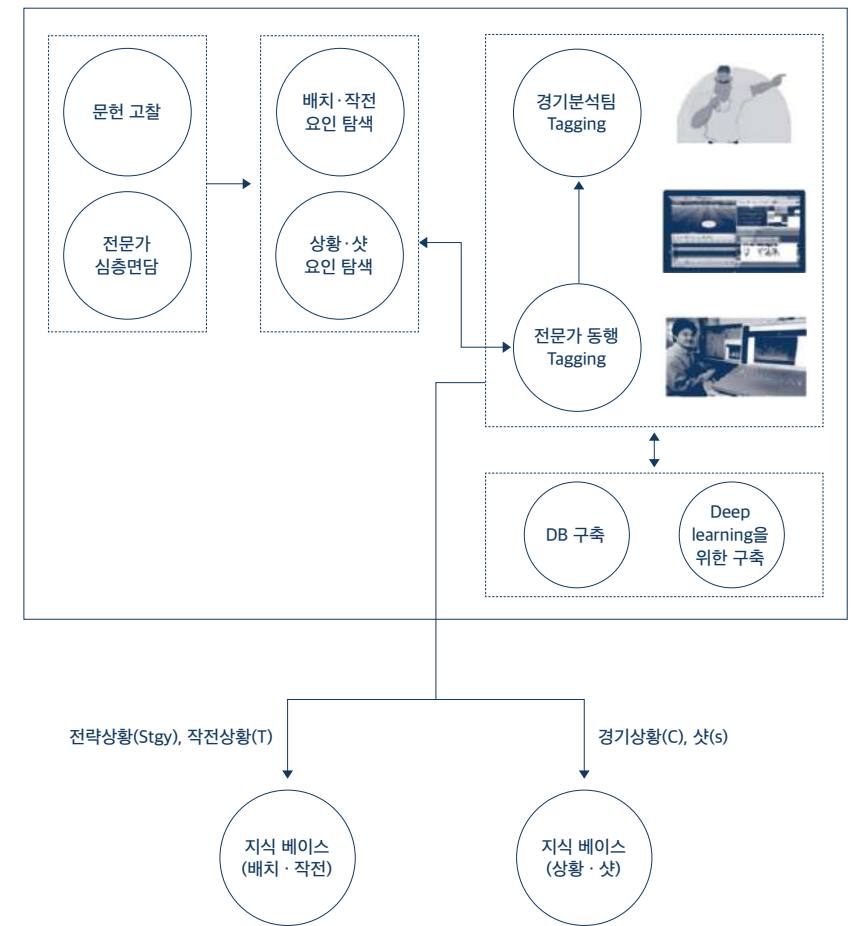 문헌 고찰
전문가
심층면담
배치·작전
요인 탐색
상황·샷
요인 탐색
경기분석팀
Tagging
전문가 동행
Tagging
DB 구축
Deep
learning을
위한 구축
전략상황(Stgy), 작전상황(T)
경기상황(C), 샷(s)
지식 베이스
(배치 · 작전)
지식 베이스
(상황 · 샷)